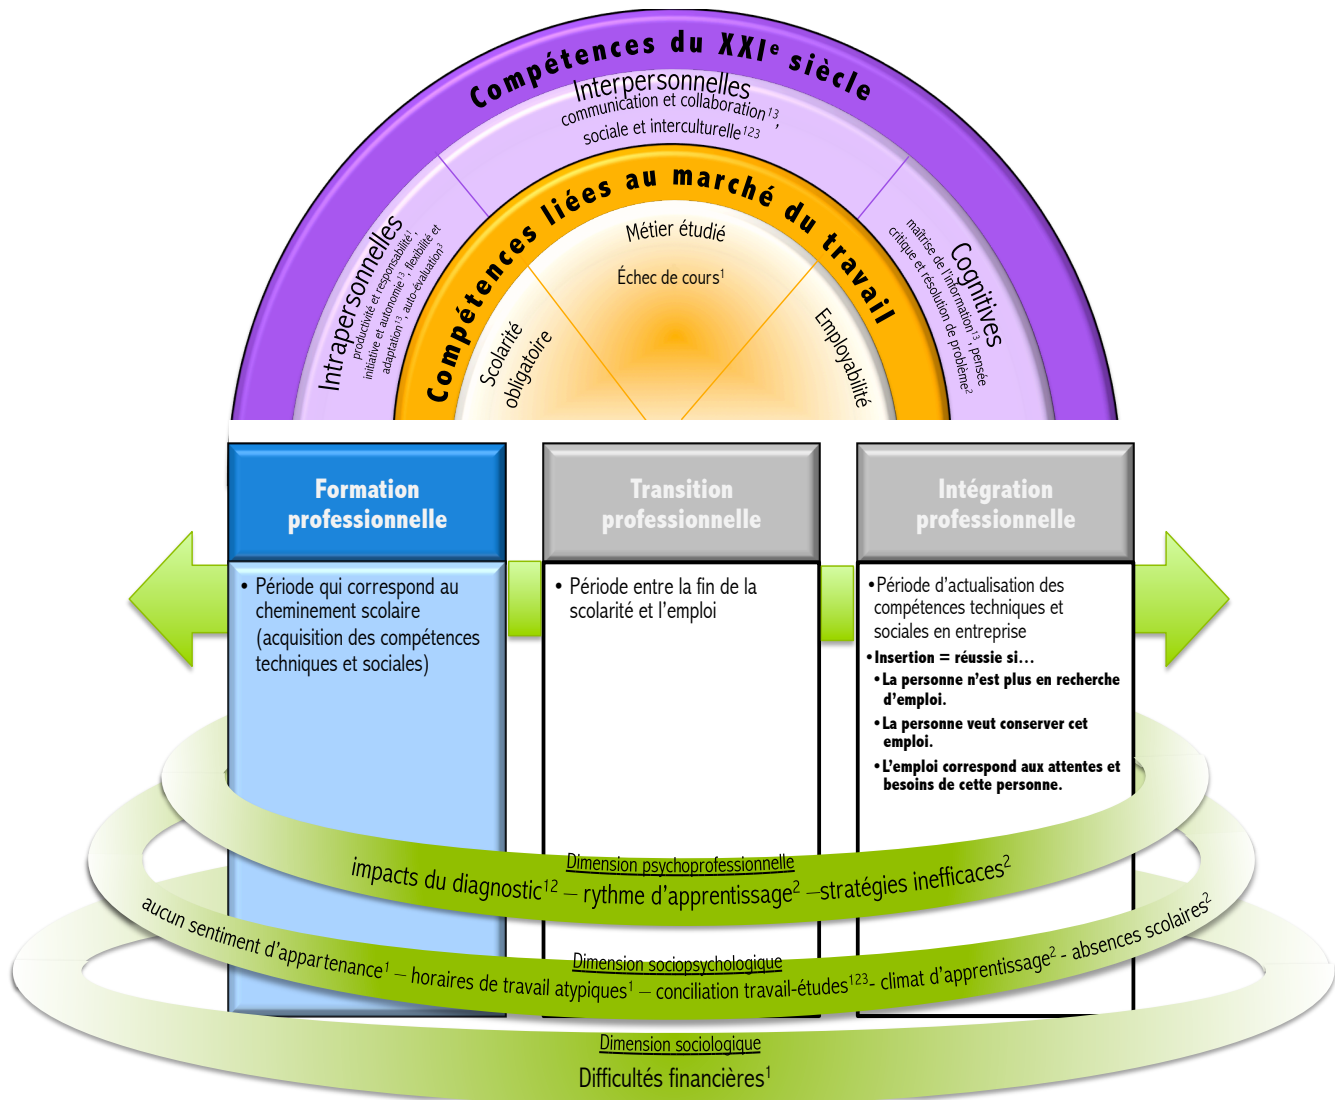 Compétences du XXIe siècle
Interpersonnelles
communication et collaboration13,
sociale et interculturelle123
Intrapersonnelles
productivité et responsabilité1,
initiative et autonomie13, flexibilité et
adaptation13, auto-évaluation3
Cognitives
maîtrise de l'information13, pensée
critique et résolution de problème2
Compétences liées au marché du travail
Métier étudié
Échec de cours1
Scolarité
obligatoire
Employabilité
Formation
professionnelle
• Période qui correspond au
cheminement scolaire
(acquisition des compétences
techniques et sociales)
Transition
professionnelle
• Période entre la fin de la
scolarité et l'emploi
Intégration
professionnelle
•Période d'actualisation des
compétences techniques et
sociales en entreprise
•Insertion = réussie si…
•La personne n'est plus en recherche
d'emploi.
•La personne veut conserver cet
emploi.
•L'emploi correspond aux attentes et
besoins de cette personne.
Dimension psychoprofessionnelle
impacts du diagnostic12 – rythme d'apprentissage2 –stratégies inefficaces2
Dimension sociopsychologique
aucun sentiment d'appartenance1 – horaires de travail atypiques1 – conciliation travail-études123- climat d'apprentissage2 - absences scolaires2
Dimension sociologique
Difficultés financières1